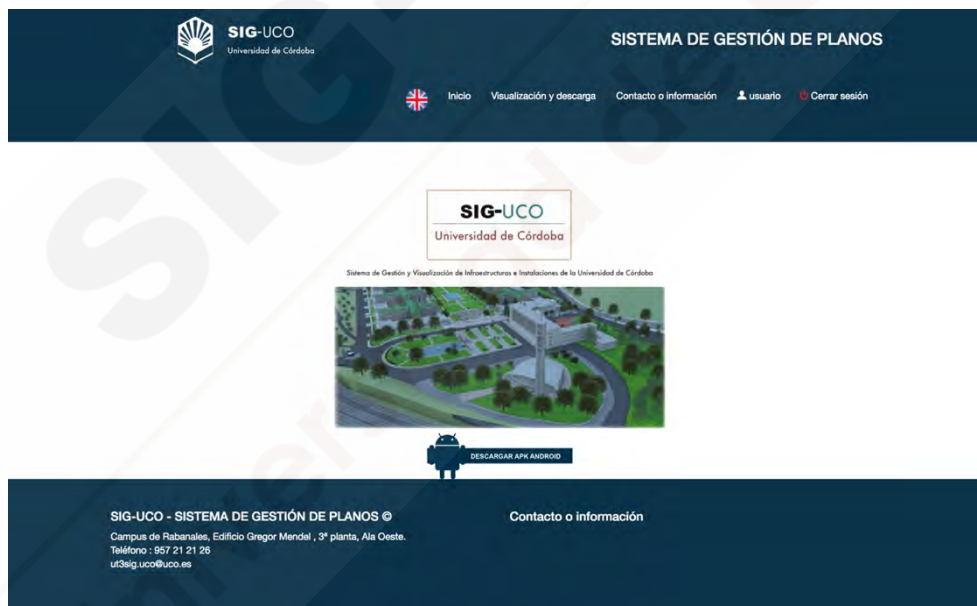 SIG-UCO
Universidad de Córdoba
SISTEMA DE GESTIÓN DE PLANOS
Inicio Visualización y descarga Contacto o información usuario Cerrar sesión
SIG-UCO
Universidad de Córdoba
Sistema de Gestión y Visualización de Infraestructuras e Instalaciones de la Universidad de Córdoba
DESCARGAR APK ANDROID
SIG-UCO - SISTEMA DE GESTIÓN DE PLANOS ©
Contacto o información
Campus de Rabanales, Edificio Gregor Mendel , 3ª planta, Ala Oeste.
Teléfono : 957 21 21 26
ut3sig.uco@uco.es
SIG
Universidad de